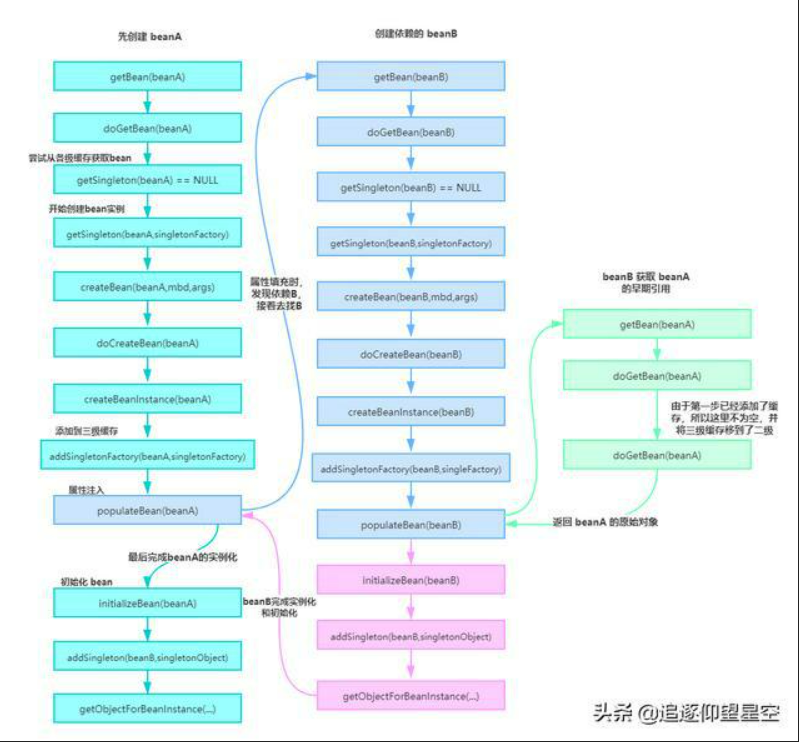 先创建 beanA
getBean(beanA)
doGetBean(beanA)
尝试从各级缓存获取bean
getSingleton(beanA) == NULL
开始创建bean实例
getSingleton(beanA,singletonFactory)
createBean(beanA,mbd,args)
doCreateBean(beanA)
createBeanInstance(beanA)
添加到三级缓存
addSingletonFactory(beanA,singletonFactory)
属性注入
populateBean(beanA)
最后完成beanA的实例化
初始化 bean
initializeBean(beanA)
addSingleton(beanB,singletonObject)
getObjectForBeanInstance(...)
属性填充时，
发现依赖B，
接着去找B
创建依赖的 beanB
getBean(beanB)
doGetBean(beanB)
getSingleton(beanB) == NULL
getSingleton(beanB,singletonFactory)
createBean(beanB,mbd,args)
doCreateBean(beanB)
createBeanInstance(beanB)
addSingletonFactory(beanB,singleFactory)
populateBean(beanB)
initializeBean(beanB)
addSingleton(beanB,singletonObject)
getObjectForBeanInstance(...)
beanB完成实例化
和初始化
beanB 获取 beanA
的早期引用
getBean(beanA)
doGetBean(beanA)
由于第一步已经添加了缓
存，所以这里不为空，并
将三级缓存移到了二级
doGetBean(beanA)
返回 beanA 的原始对象
头条 @追逐仰望星空